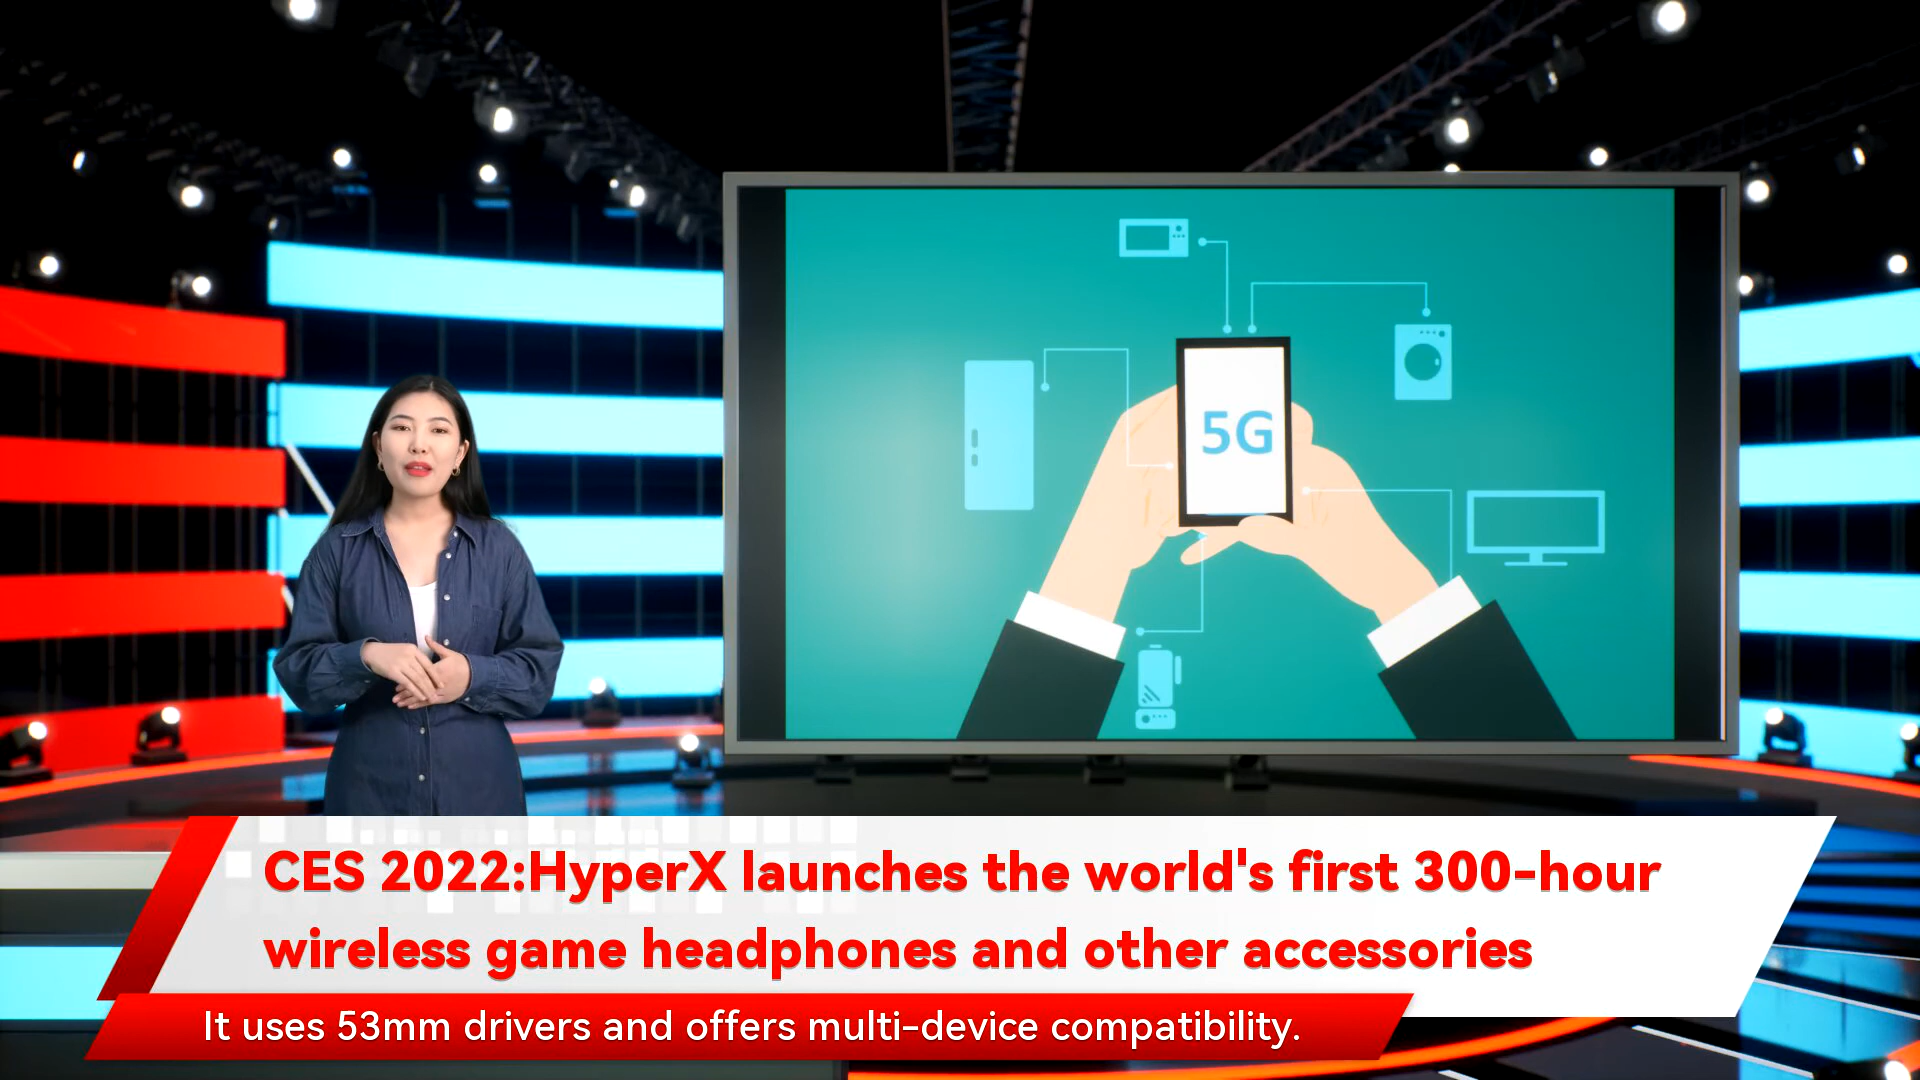 5G
CES 2022:HyperX launches the world's first 300-hour
wireless game headphones and other accessories
It uses 53mm drivers and offers multi-device compatibility.